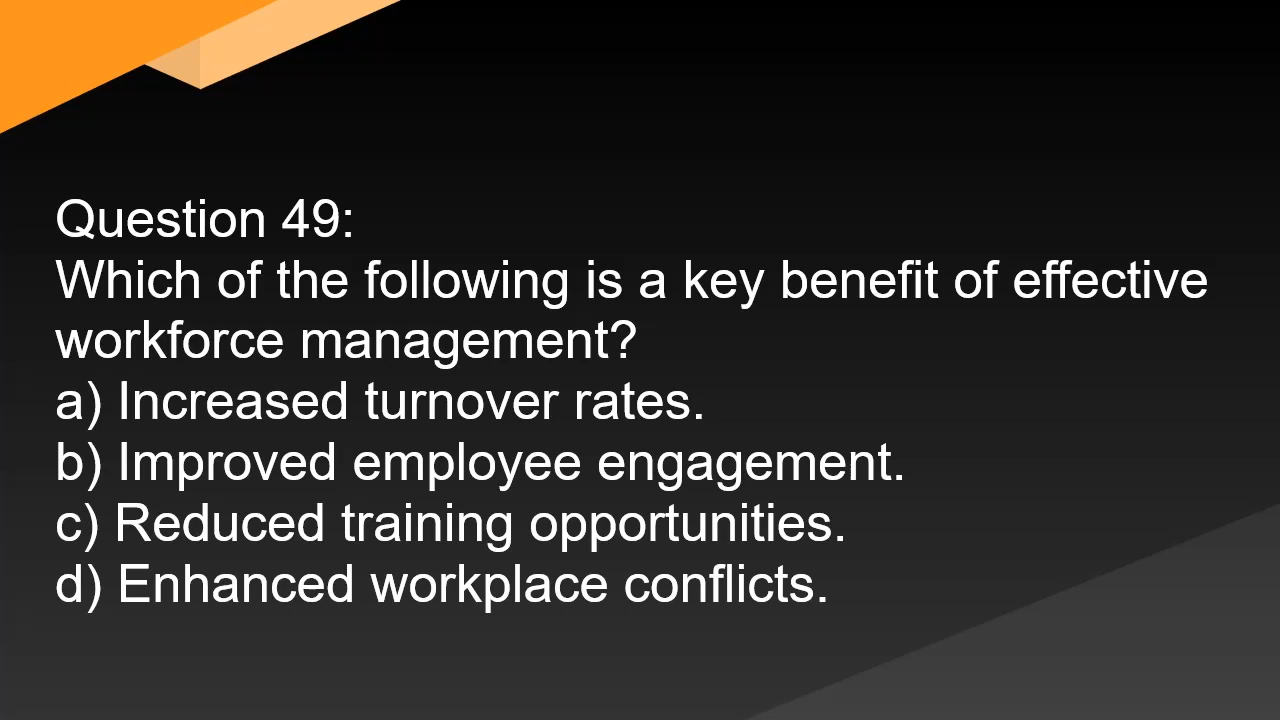 Question 49:
Which of the following is a key benefit of effective
workforce management?
a) Increased turnover rates.
b) Improved employee engagement.
c) Reduced training opportunities.
d) Enhanced workplace conflicts.